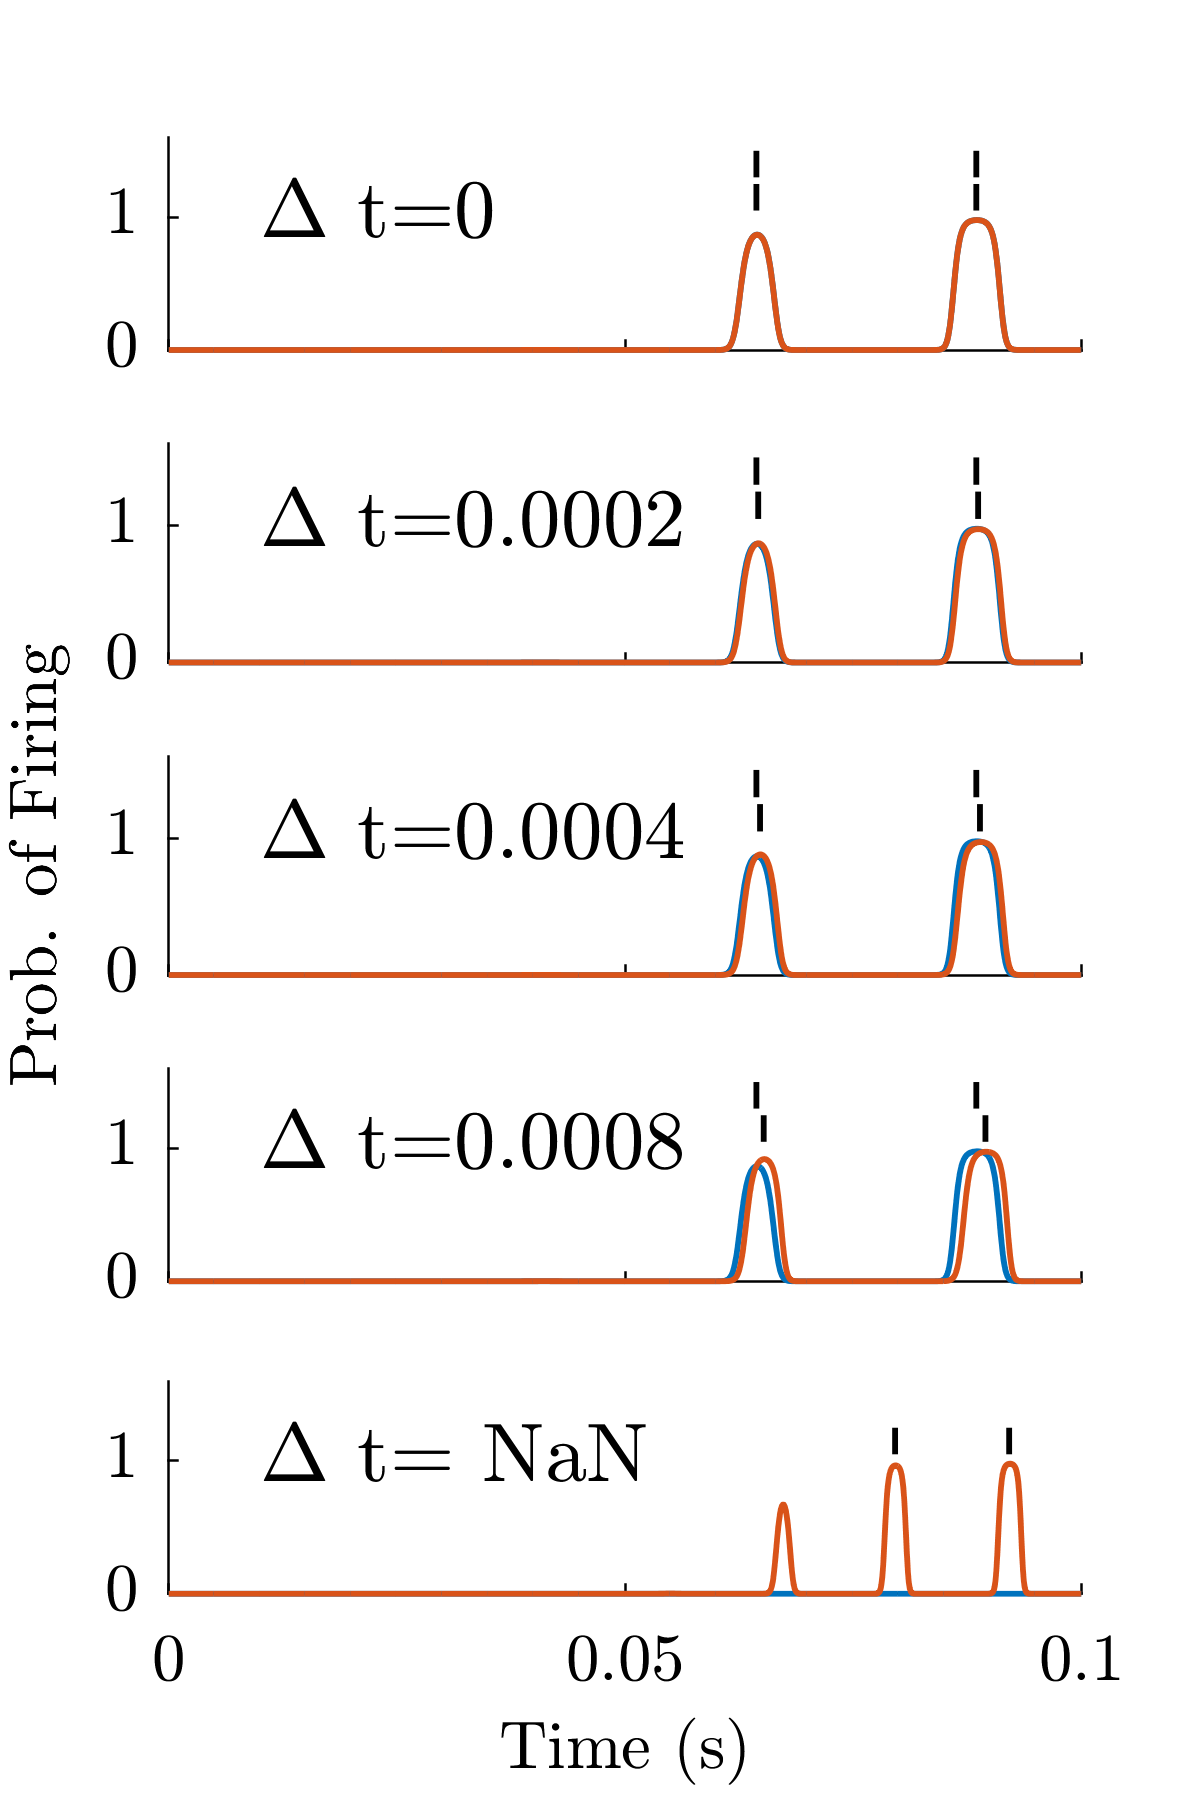 1
Δ t=0
0
1
Δ t=0.0002
0
Prob. of Firing
1
Δ t=0.0004
0
1
Δ t=0.0008
0
1
Δ t= NaN
0
0 0.05 0.1
Time (s)